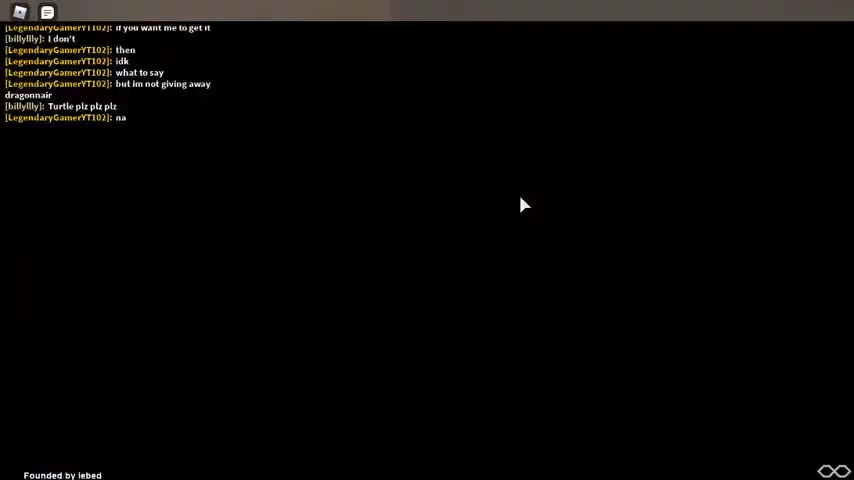 [LegendaryGamerYT102]: if you want me to get it
[billyllly]: I don't
[LegendaryGamerYT102]: then
[LegendaryGamerYT102]: idk
[LegendaryGamerYT102]: what to say
[LegendaryGamerYT102]: but im not giving away
dragonnair
[billyllly]: Turtle plz plz plz
[LegendaryGamerYT102]: na
Founded by lebed